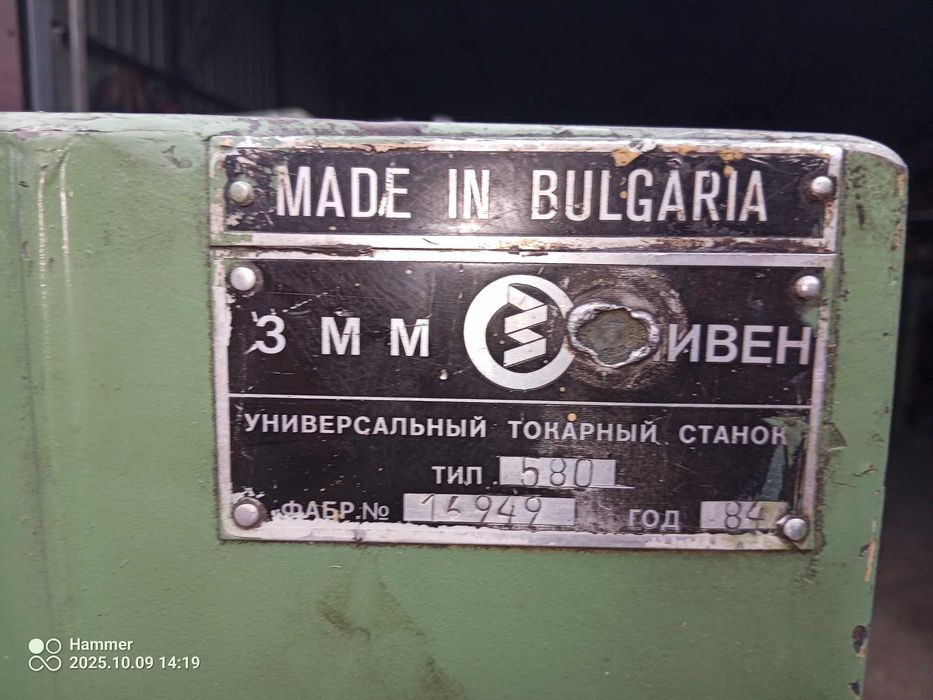 MADE IN BULGARIA
З М М ИВЕН
УНИВЕРСАЛЬНЫЙ ТОКАРНЫЙ СТАНОК
ТИП 580
ФАБР.№ 16949 ГОД 84
Hammer
2025.10.09 14:19